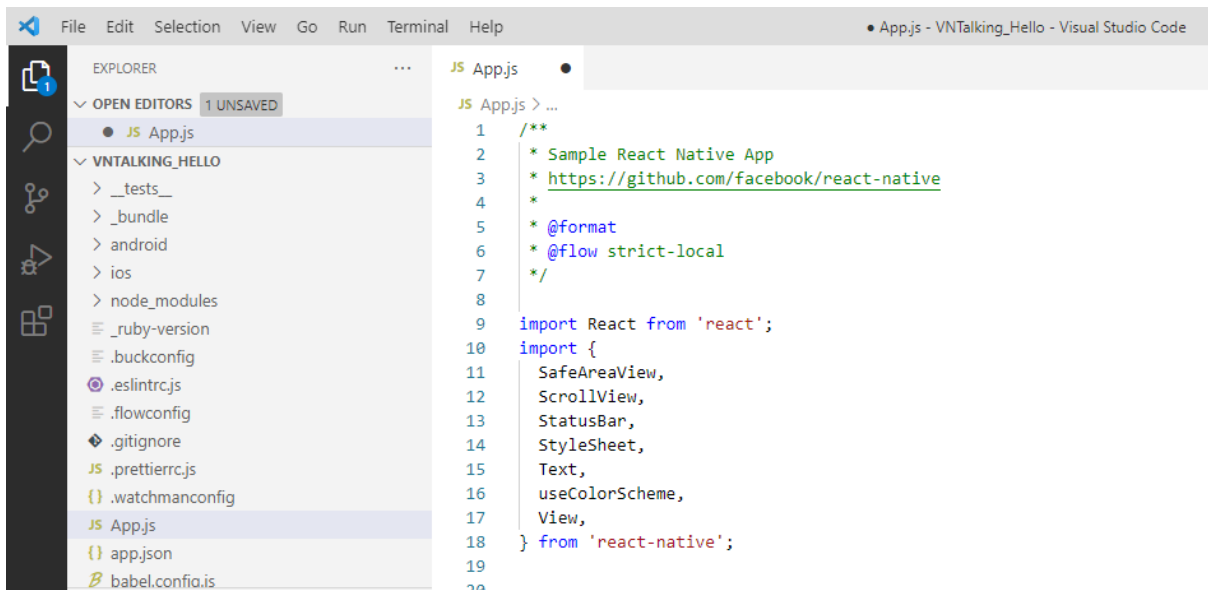 File Edit Selection View Go Run Terminal Help
● App.js - VNTalking_Hello - Visual Studio Code
1
EXPLORER ...
OPEN EDITORS 1 UNSAVED
● JS App.js
VNTALKING_HELLO
> __tests__
> _bundle
> android
> ios
> node_modules
_ruby-version
.buckconfig
.eslintrc.js
.flowconfig
.gitignore
JS .prettierrc.js
{} .watchmanconfig
JS App.js
{} app.json
babel.config.js
JS App.js ●
JS App.js > ...
1 /**
2 * Sample React Native App
3 * https://github.com/facebook/react-native
4 *
5 * @format
6 * @flow strict-local
7 */
8
9 import React from 'react';
10 import {
11 SafeAreaView,
12 ScrollView,
13 StatusBar,
14 StyleSheet,
15 Text,
16 useColorScheme,
17 View,
18 } from 'react-native';
19
20